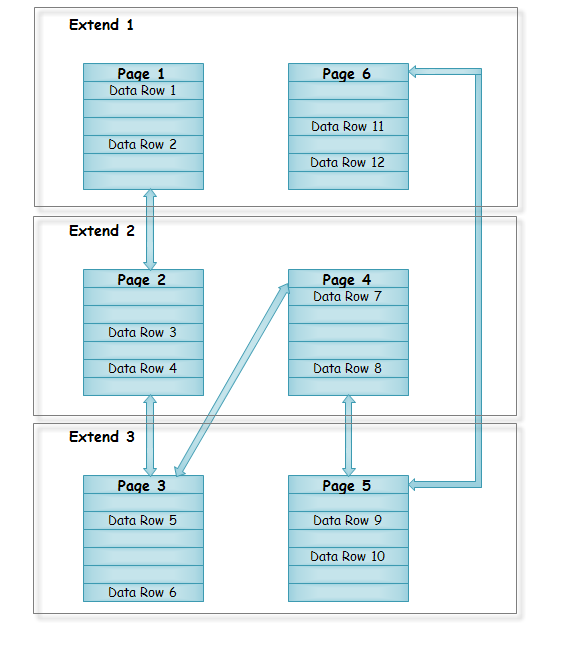 Extend 1
Page 1
Data Row 1
Data Row 2
Page 6
Data Row 11
Data Row 12
Extend 2
Page 2
Data Row 3
Data Row 4
Page 4
Data Row 7
Data Row 8
Extend 3
Page 3
Data Row 5
Data Row 6
Page 5
Data Row 9
Data Row 10